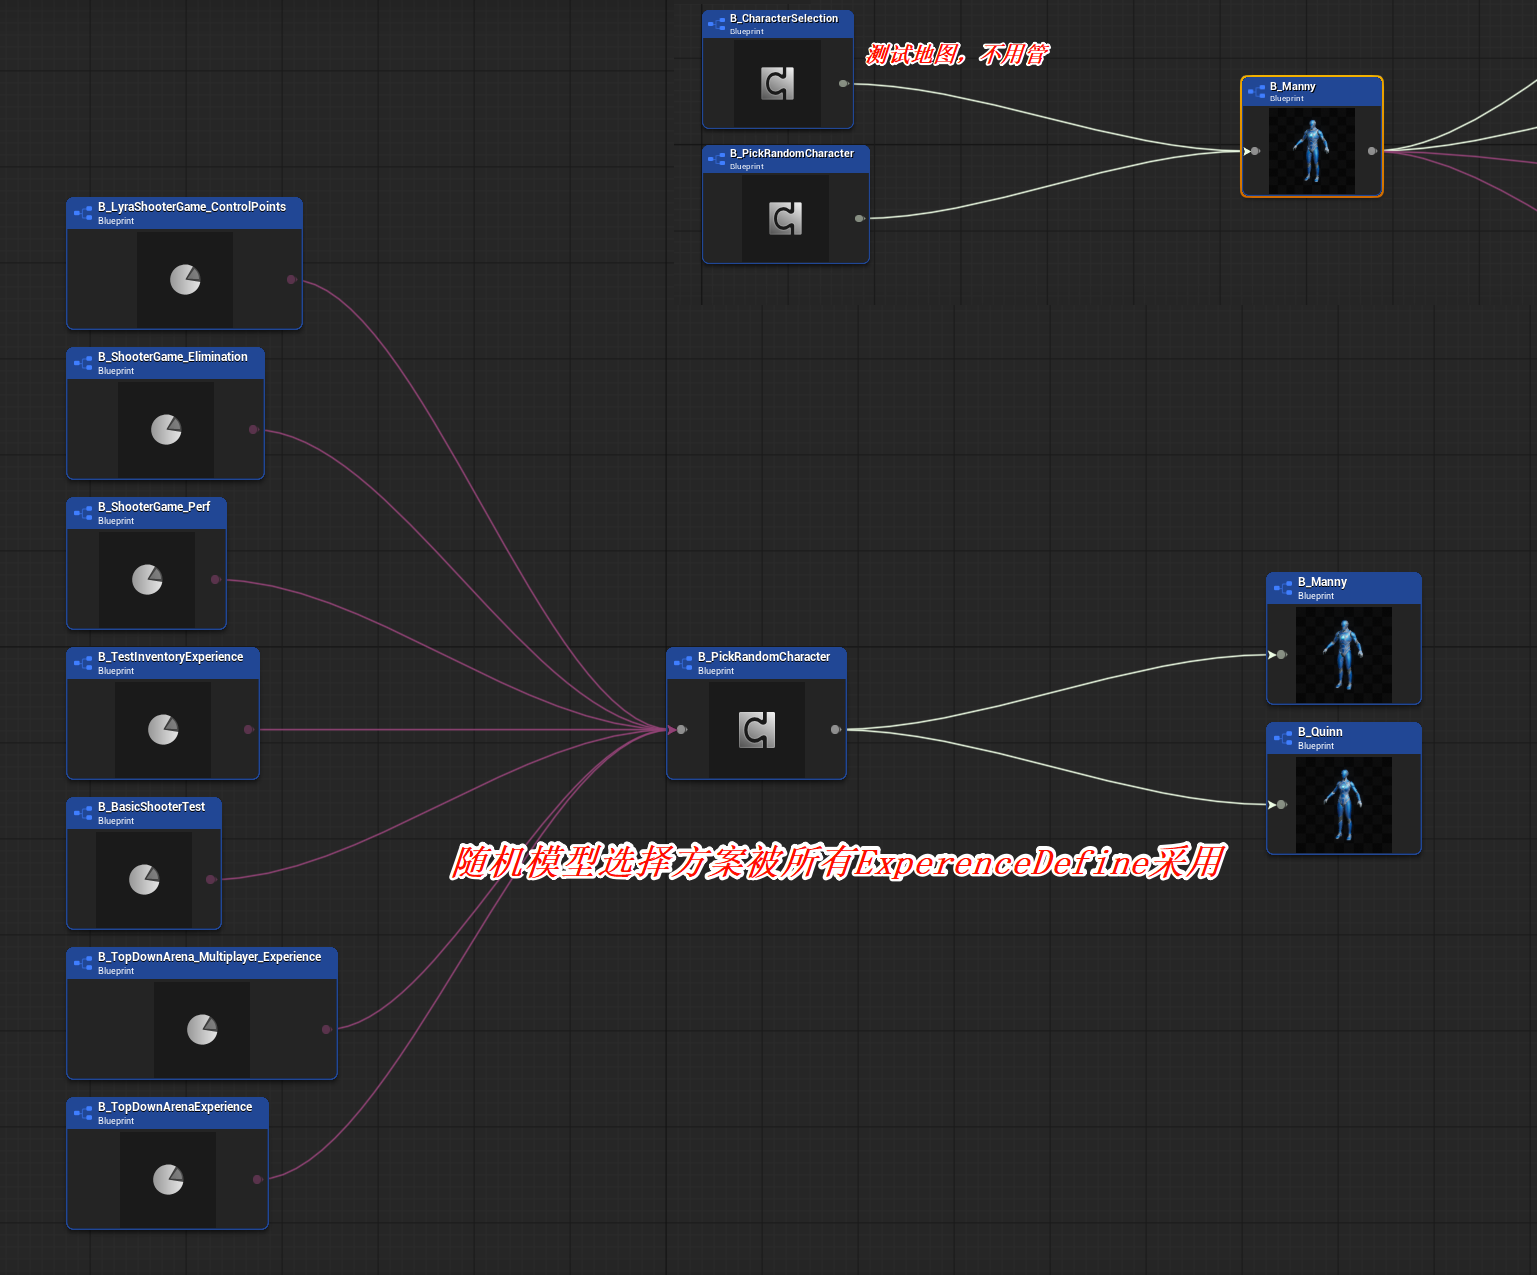 B_CharacterSelection
Blueprint
测试地图，不用管
B_Manny
Blueprint
B_PickRandomCharacter
Blueprint
B_LyraShooterGame_ControlPoints
Blueprint
B_ShooterGame_Elimination
Blueprint
B_ShooterGame_Perf
Blueprint
B_TestInventoryExperience
Blueprint
B_BasicShooterTest
Blueprint
B_TopDownArena_Multiplayer_Experience
Blueprint
B_TopDownArenaExperience
Blueprint
B_PickRandomCharacter
Blueprint
B_Manny
Blueprint
B_Quinn
Blueprint
随机模型选择方案被所有ExperenceDefine采用